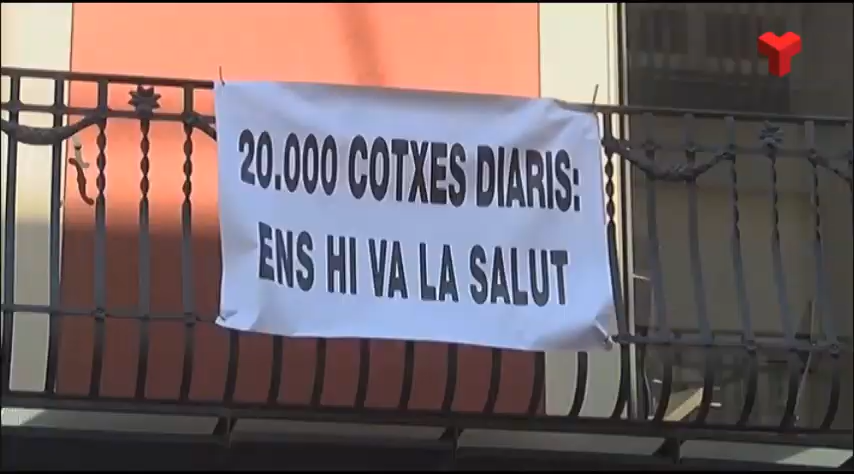 20.000 COTXES DIARIS:
ENS HI VA LA SALUT